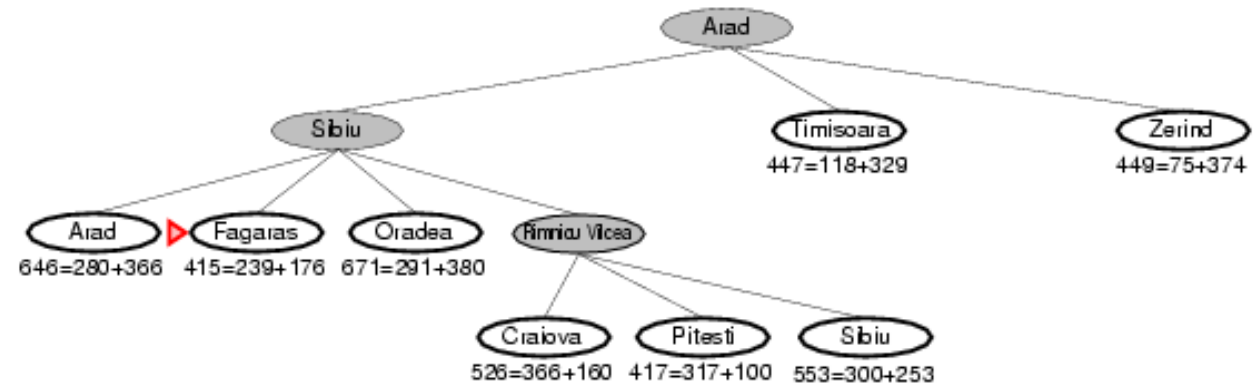 Arad
Sibiu
Timisoara
Zerind
447=118+329
449=75+374
Arad
Fagaras
Oradea
Rimnicu Vilcea
646=280+366
415=239+176
671=291+380
Craiova
Pitesti
Sibiu
526=366+160
417=317+100
553=300+253